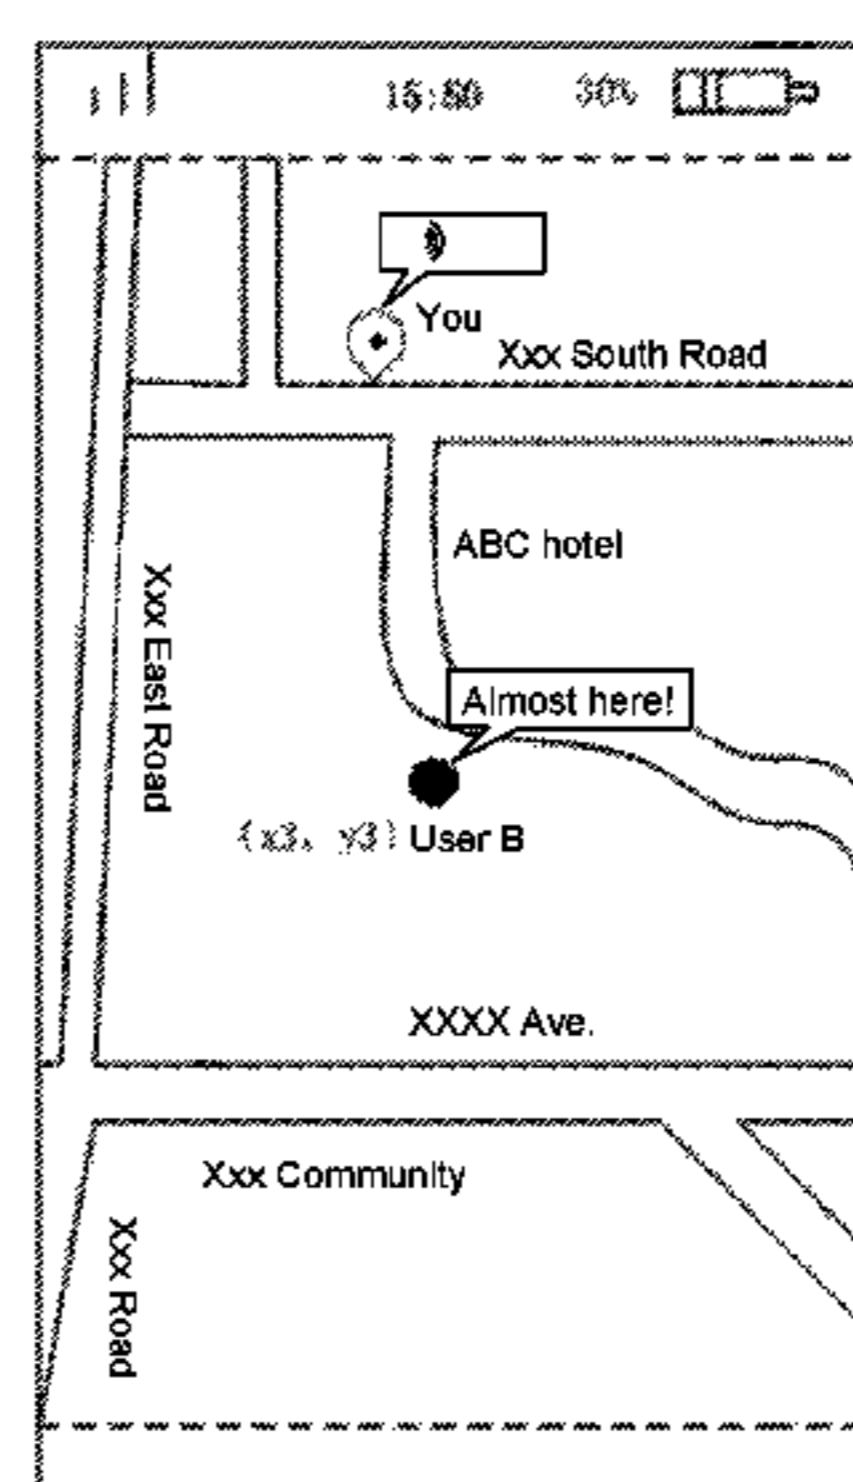 15:50 30%
You
Xxx South Road
ABC hotel
Xxx East Road
Almost here!
(x3, y3) User B
XXXX Ave.
Xxx Community
Xxx Road